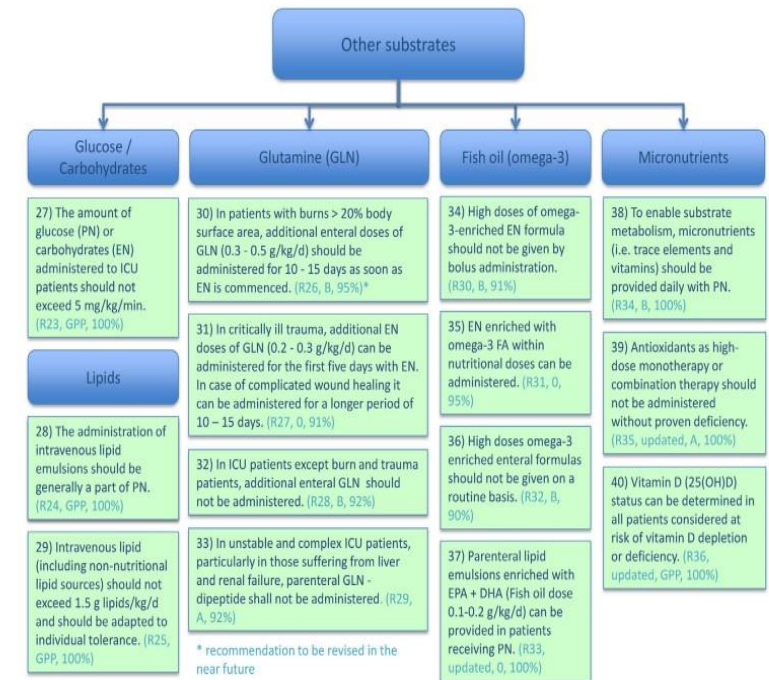 Other substrates
Glucose /
Carbohydrates
27) The amount of
glucose (PN) or
carbohydrates (EN)
administered to ICU
patients should not
exceed 5 mg/kg/min.
(R23, GPP, 100%)
Lipids
28) The administration of
intravenous lipid
emulsions should be
generally a part of PN.
(R24, GPP, 100%)
29) Intravenous lipid
(including non-nutritional
lipid sources) should not
exceed 1.5 g lipids/kg/d
and should be adapted to
individual tolerance. (R25,
GPP, 100%)
Glutamine (GLN)
30) In patients with burns > 20% body
surface area, additional enteral doses of
GLN (0.3 - 0.5 g/kg/d) should be
administered for 10 - 15 days as soon as
EN is commenced. (R26, B, 95%)*
31) In critically ill trauma, additional EN
doses of GLN (0.2 - 0.3 g/kg/d) can be
administered for the first five days with EN.
In case of complicated wound healing it
can be administered for a longer period of
10 – 15 days. (R27, 0, 91%)
32) In ICU patients except burn and trauma
patients, additional enteral GLN should
not be administered. (R28, B, 92%)
33) In unstable and complex ICU patients,
particularly in those suffering from liver
and renal failure, parenteral GLN -
dipeptide shall not be administered. (R29,
A, 92%)
* recommendation to be revised in the
near future
Fish oil (omega-3)
34) High doses of omega-
3-enriched EN formula
should not be given by
bolus administration.
(R30, B, 91%)
35) EN enriched with
omega-3 FA within
nutritional doses can be
administered. (R31, 0,
95%)
36) High doses omega-3
enriched enteral formulas
should not be given on a
routine basis. (R32, B,
90%)
37) Parenteral lipid
emulsions enriched with
EPA + DHA (Fish oil dose
0.1-0.2 g/kg/d) can be
provided in patients
receiving PN. (R33,
updated, 0, 100%)
Micronutrients
38) To enable substrate
metabolism, micronutrients
(i.e. trace elements and
vitamins) should be
provided daily with PN.
(R34, B, 100%)
39) Antioxidants as high-
dose monotherapy or
combination therapy should
not be administered
without proven deficiency.
(R35, updated, A, 100%)
40) Vitamin D (25(OH)D)
status can be determined in
all patients considered at
risk of vitamin D depletion
or deficiency. (R36,
updated, GPP, 100%)